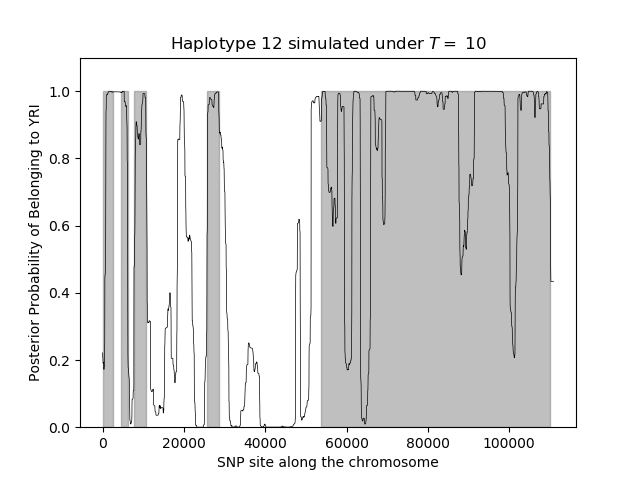 Haplotype 12 simulated under T = 10
Posterior Probability of Belonging to YRI
1.0
0.8
0.6
0.4
0.2
0.0
0 20000 40000 60000 80000 100000
SNP site along the chromosome